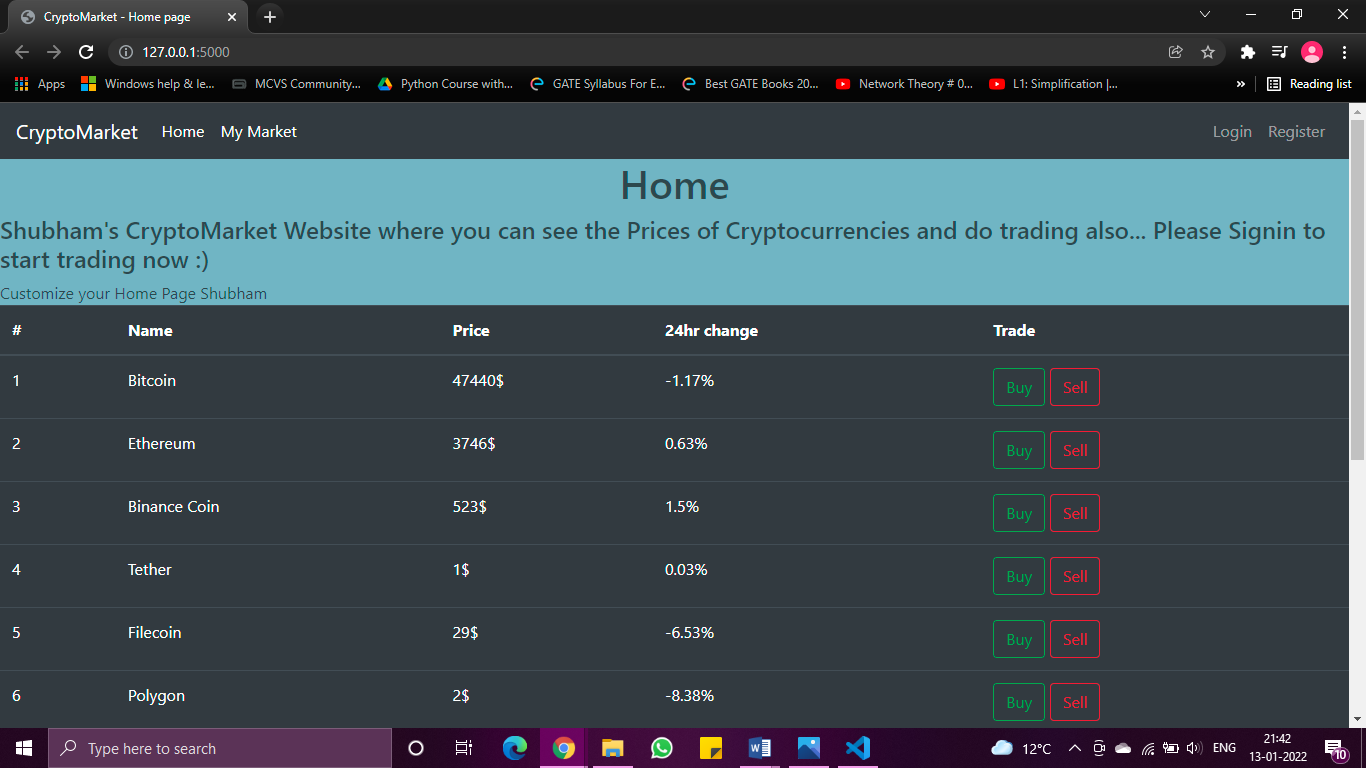 CryptoMarket - Home page
127.0.0.1:5000
Apps Windows help & le... MCVS Community... Python Course with... GATE Syllabus For E... Best GATE Books 20... Network Theory # 0... L1: Simplification |... » Reading list
CryptoMarket Home My Market Login Register
Home
Shubham's CryptoMarket Website where you can see the Prices of Cryptocurrencies and do trading also... Please Signin to
start trading now :)
Customize your Home Page Shubham
# Name Price 24hr change Trade
1 Bitcoin 47440$ -1.17% Buy Sell
2 Ethereum 3746$ 0.63% Buy Sell
3 Binance Coin 523$ 1.5% Buy Sell
4 Tether 1$ 0.03% Buy Sell
5 Filecoin 29$ -6.53% Buy Sell
6 Polygon 2$ -8.38% Buy Sell
Type here to search 12°C ENG 21:42
13-01-2022 10